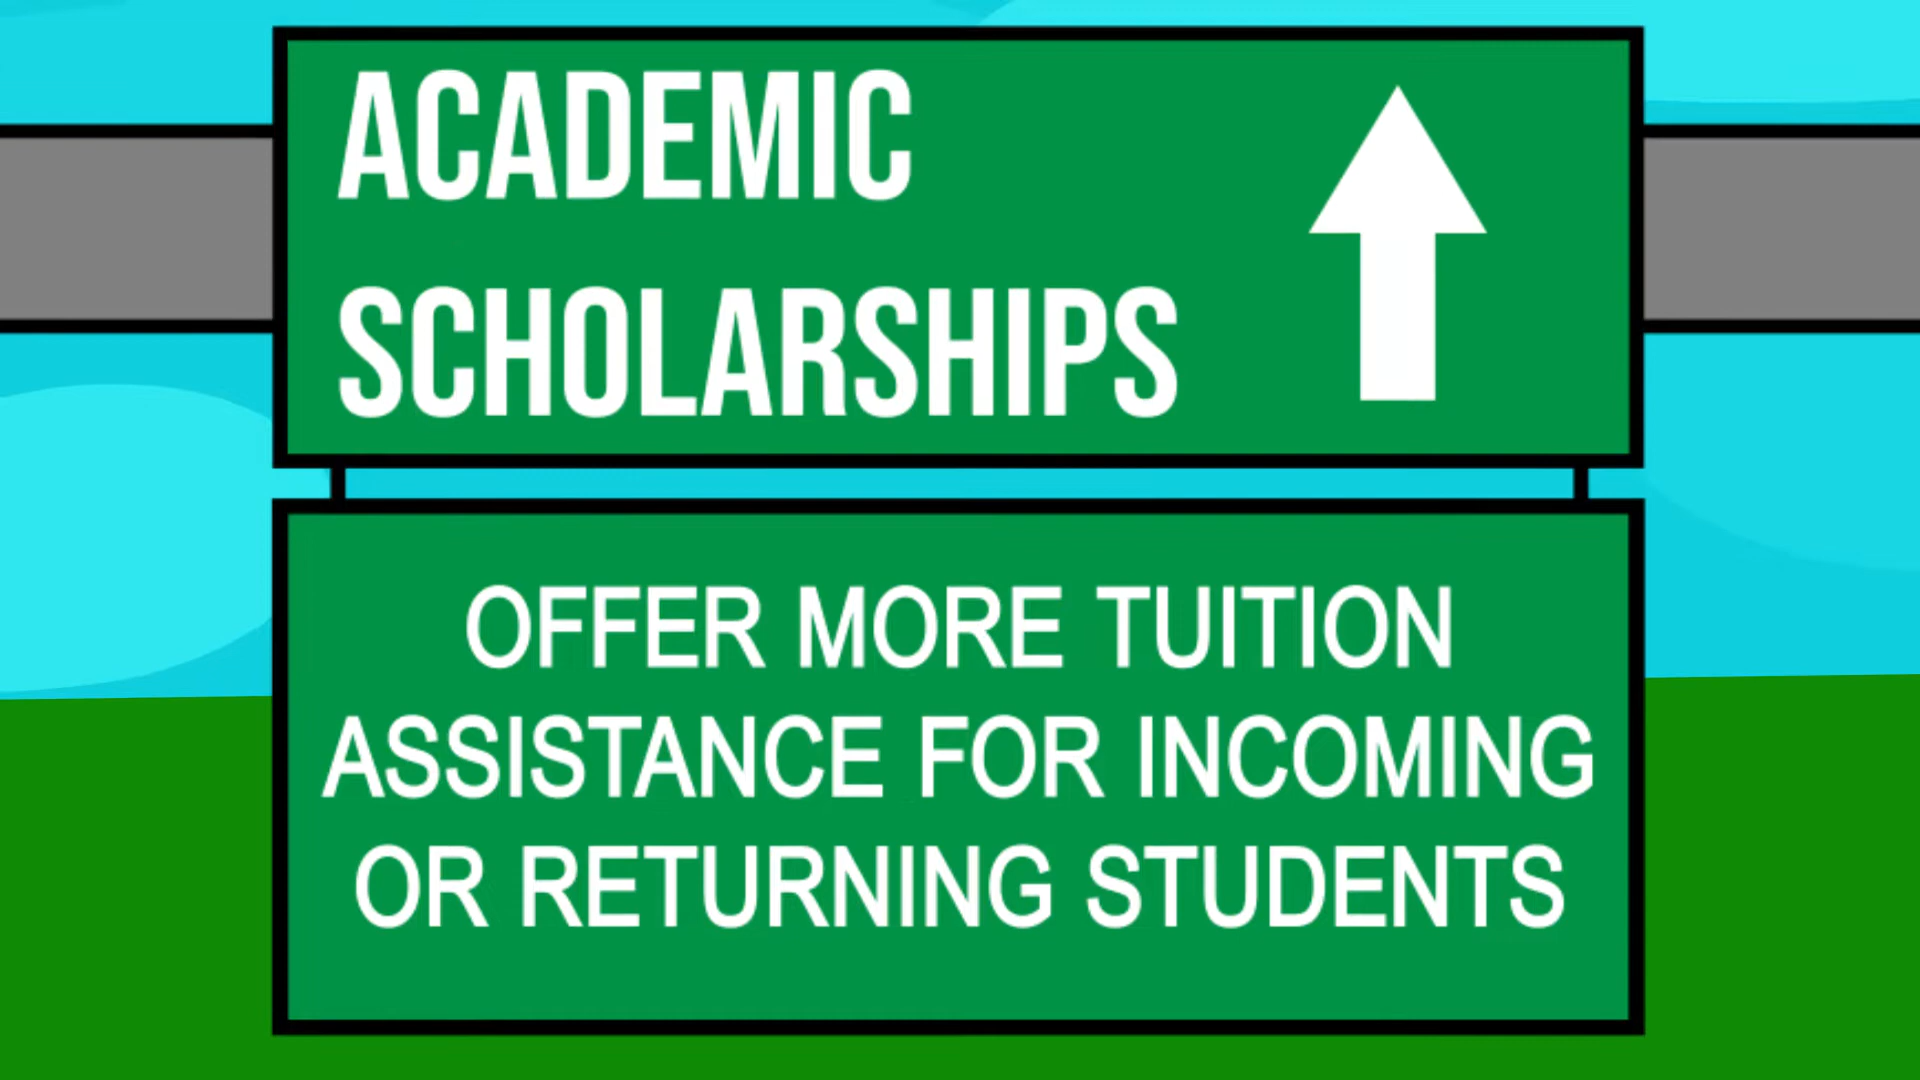 ACADEMIC
SCHOLARSHIPS
OFFER MORE TUITION
ASSISTANCE FOR INCOMING
OR RETURNING STUDENTS